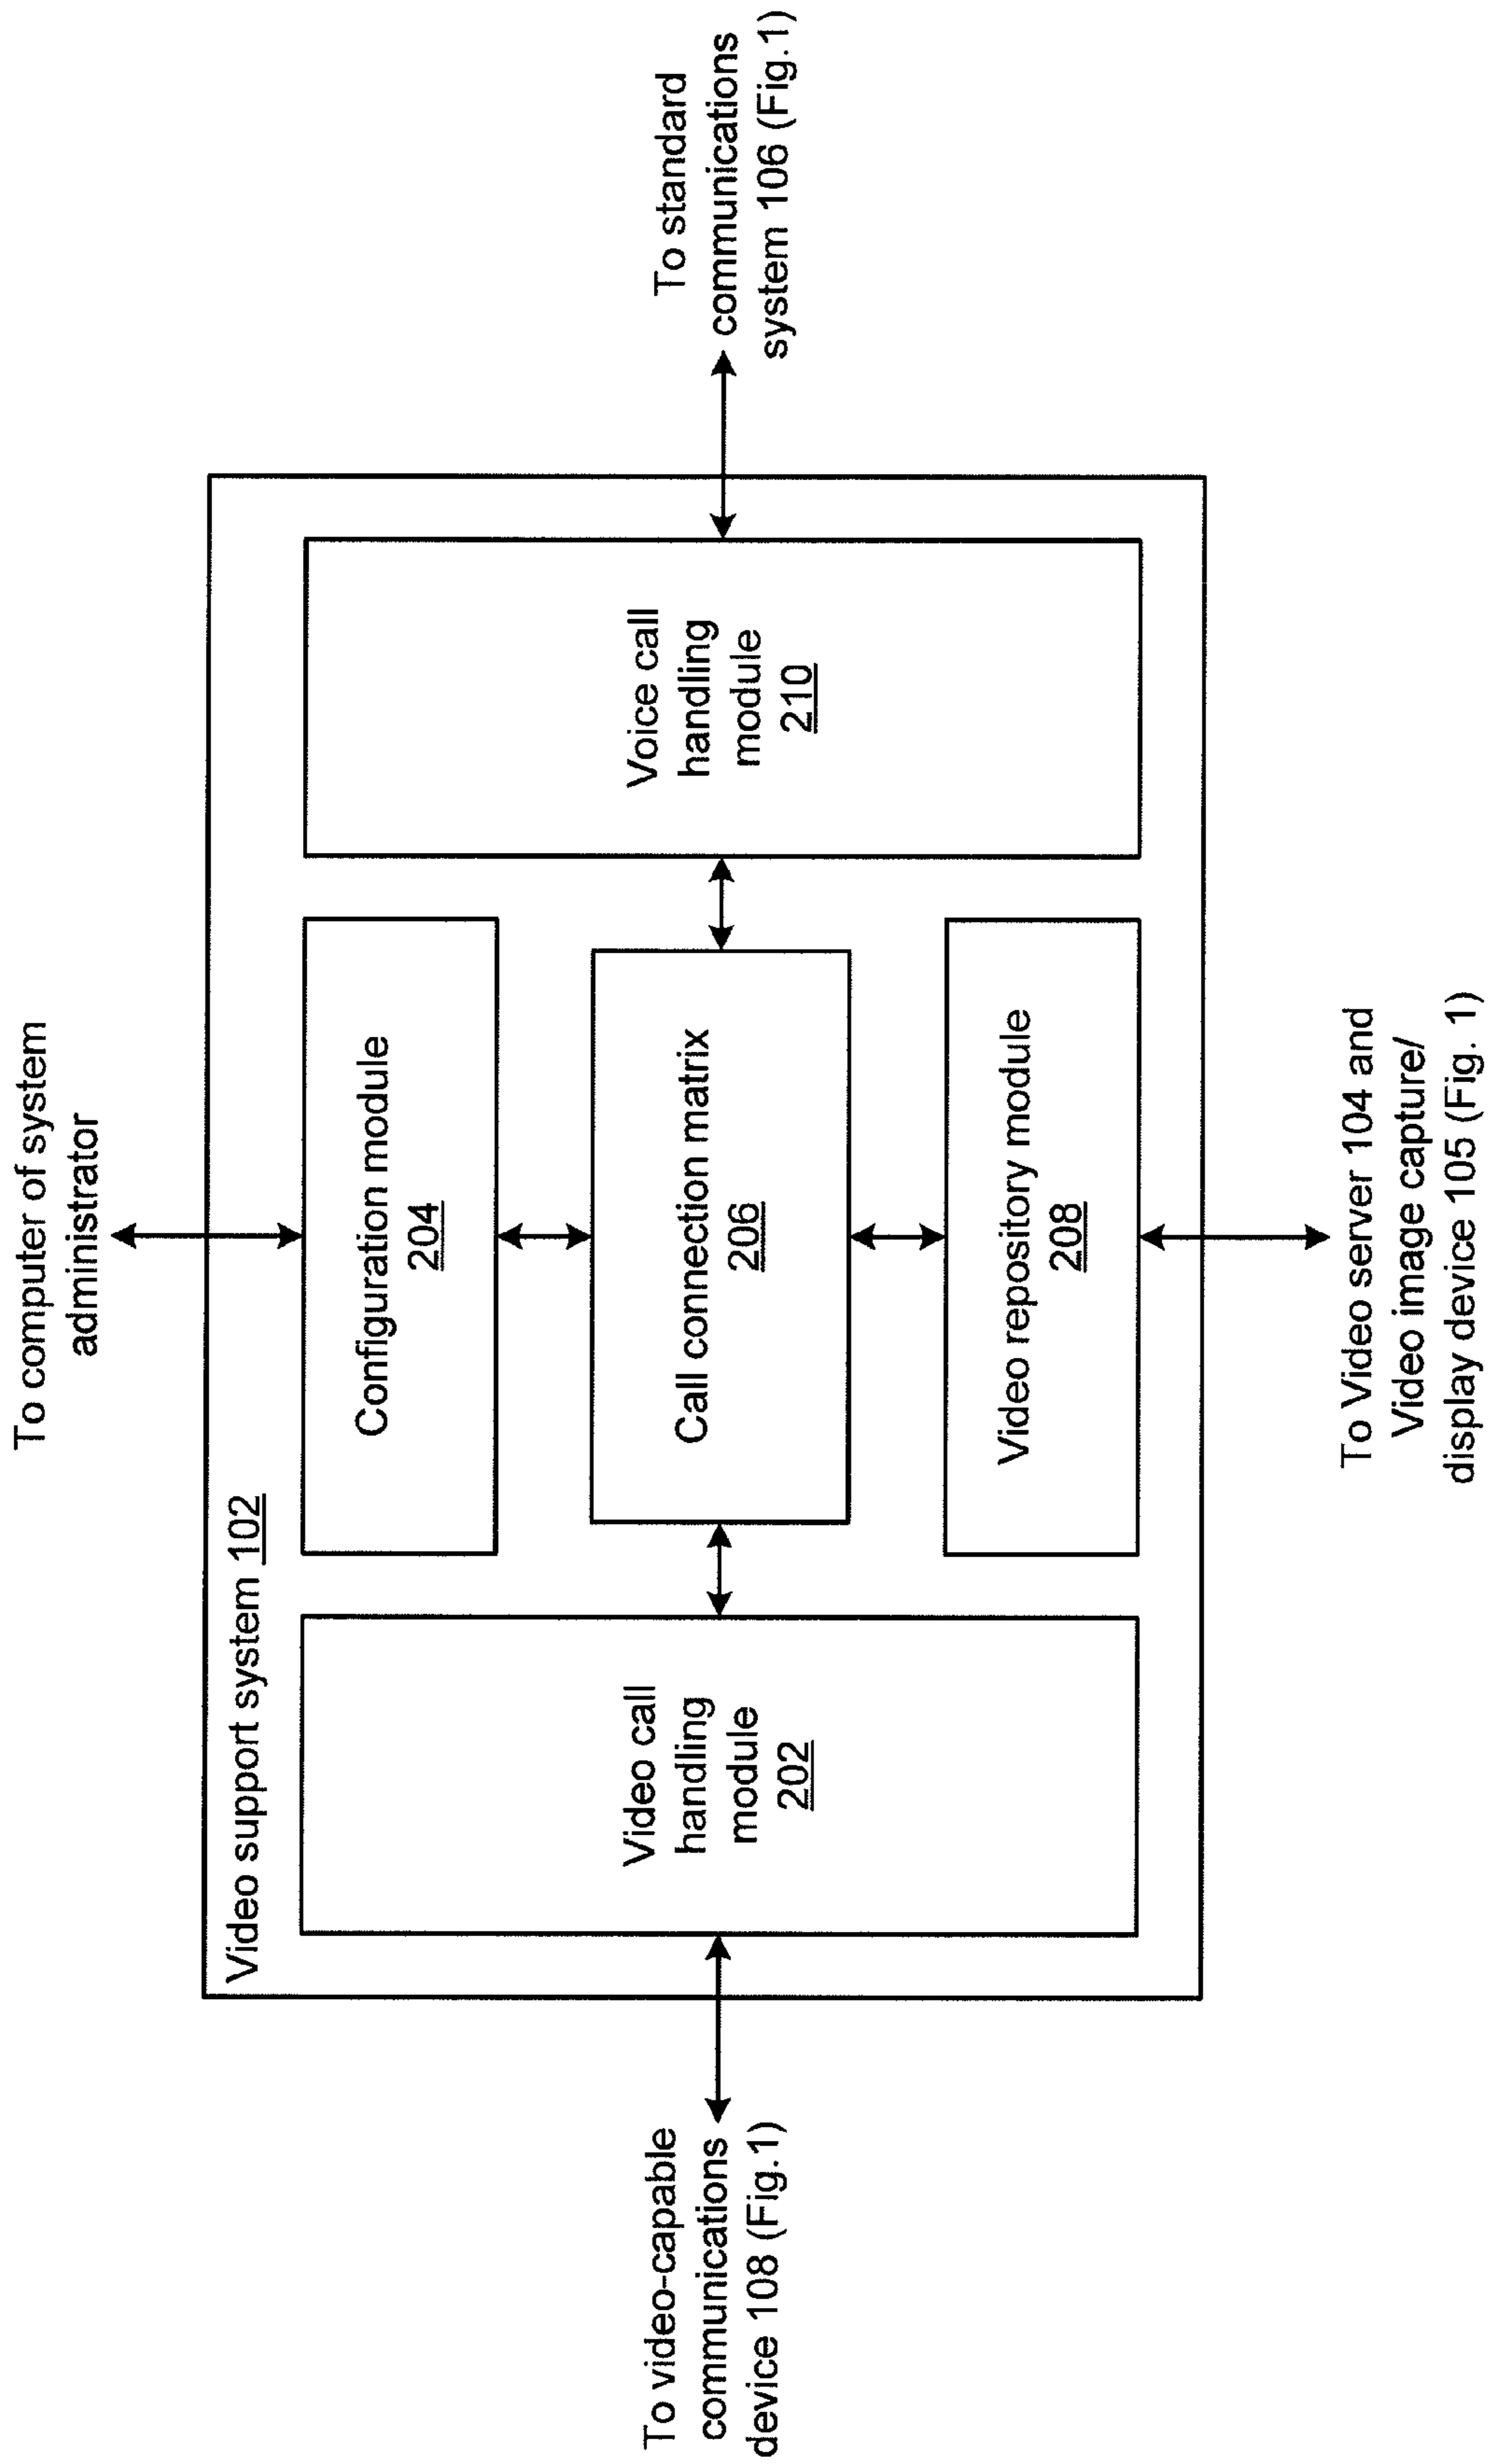 To computer of system
administrator
Video support system 102
Configuration module
204
To video-capable
communications
device 108 (Fig.1)
Video call
handling
module
202
Call connection matrix
206
Voice call
handling
module
210
To standard
communications
system 106 (Fig.1)
Video repository module
208
To Video server 104 and
Video image capture/
display device 105 (Fig. 1)